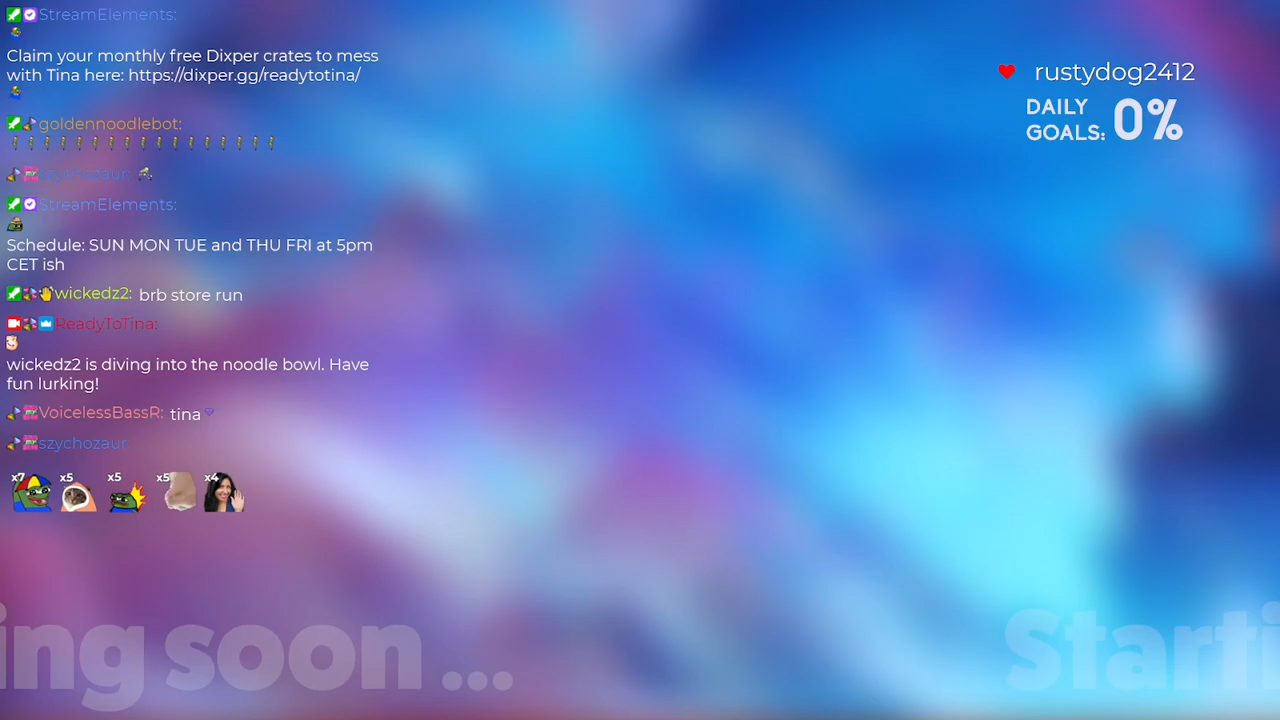 StreamElements:
Claim your monthly free Dixper crates to mess
with Tina here: https://dixper.gg/readytotina/
goldennoodlebot:
szychozaur:
StreamElements:
Schedule: SUN MON TUE and THU FRI at 5pm
CET ish
wickedz2: brb store run
ReadyToTina:
wickedz2 is diving into the noodle bowl. Have
fun lurking!
VoicelessBassR: tina
szychozaur:
x7 x5 x5 x5 x4
rustydog2412
DAILY
GOALS: 0%
ing soon ... Starti